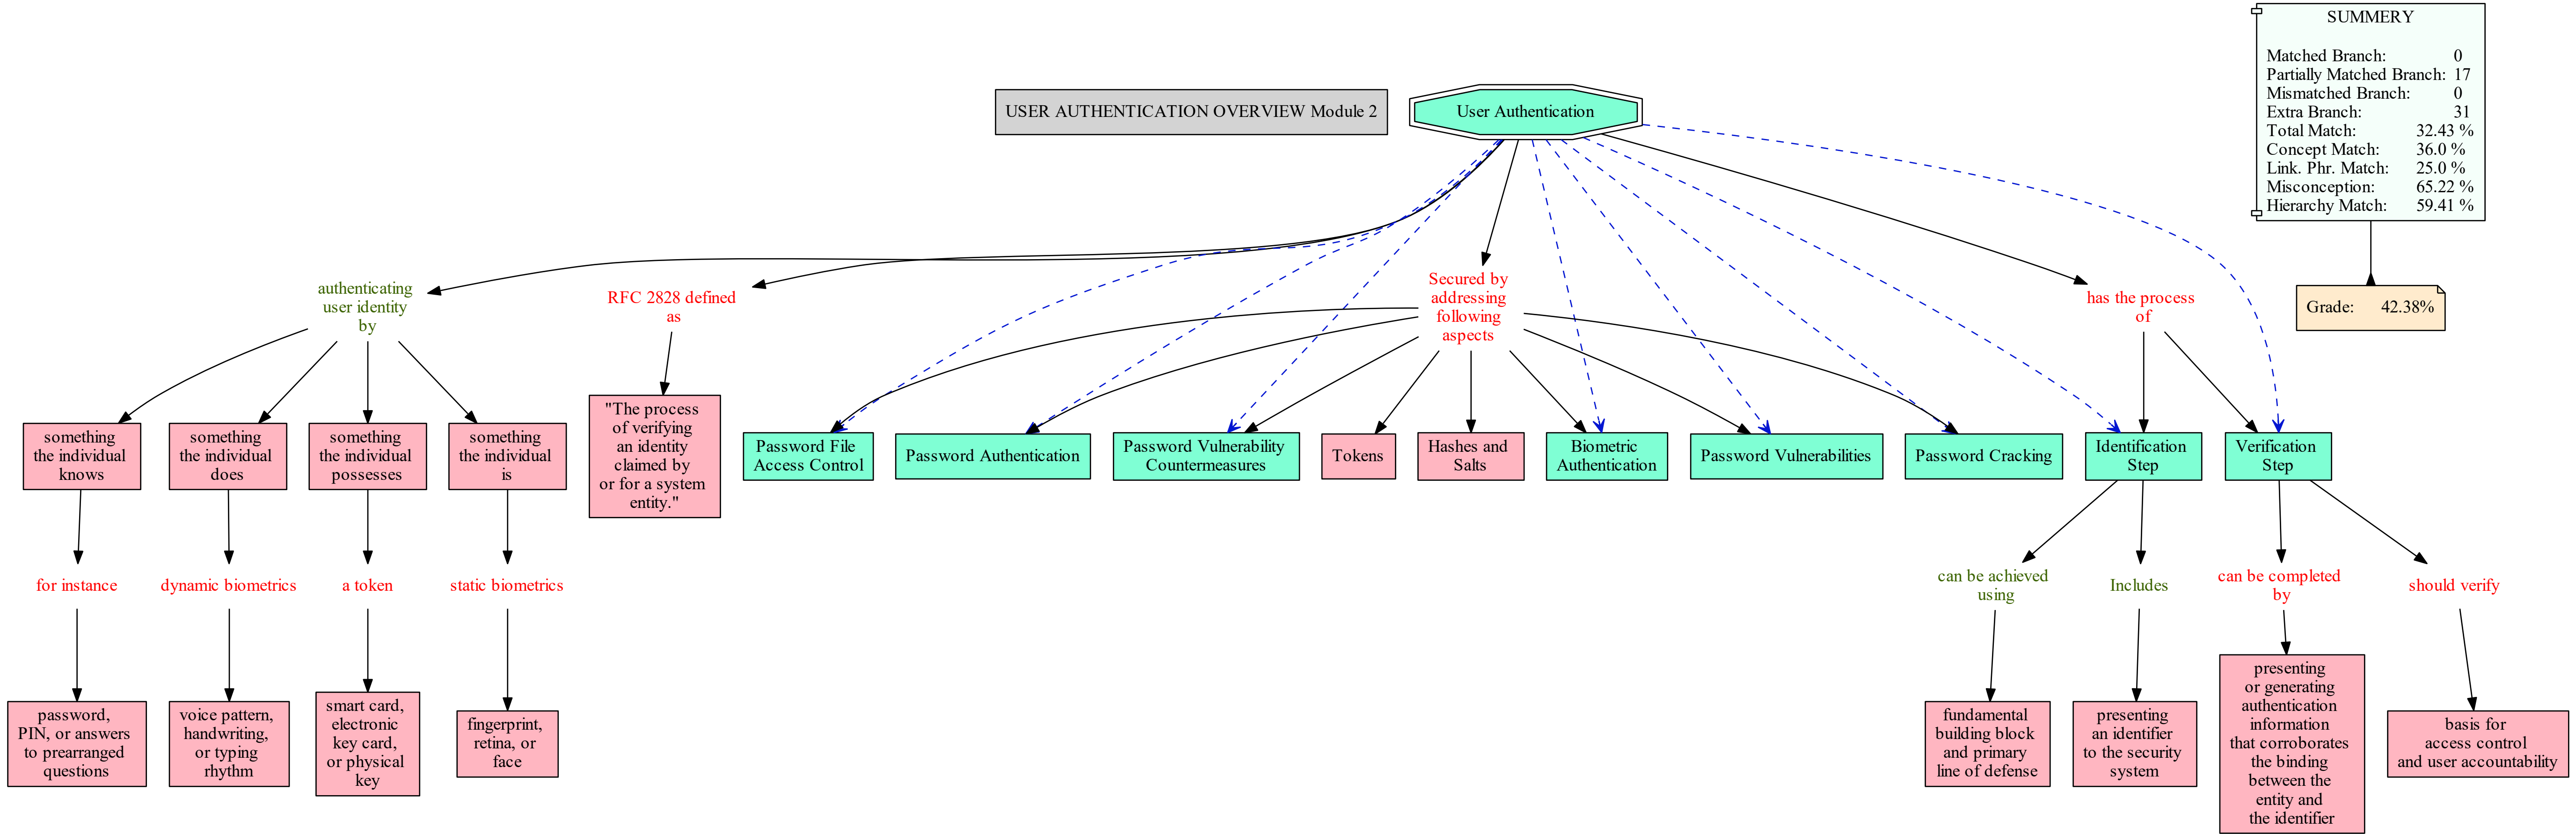 SUMMERY
Matched Branch: 0
Partially Matched Branch: 17
Mismatched Branch: 0
Extra Branch: 31
Total Match: 32.43 %
Concept Match: 36.0 %
Link. Phr. Match: 25.0 %
Misconception: 65.22 %
Hierarchy Match: 59.41 %
USER AUTHENTICATION OVERVIEW Module 2
User Authentication
authenticating
user identity
by
RFC 2828 defined
as
Secured by
addressing
following
aspects
has the process
of
Grade: 42.38%
something
the individual
knows
something
the individual
does
something
the individual
possesses
something
the individual
is
"The process
of verifying
an identity
claimed by
or for a system
entity."
Password File
Access Control
Password Authentication
Password Vulnerability
Countermeasures
Tokens
Hashes and
Salts
Biometric
Authentication
Password Vulnerabilities
Password Cracking
Identification
Step
Verification
Step
for instance
dynamic biometrics
a token
static biometrics
can be achieved
using
Includes
can be completed
by
should verify
password,
PIN, or answers
to prearranged
questions
voice pattern,
handwriting,
or typing
rhythm
smart card,
electronic
key card,
or physical
key
fingerprint,
retina, or
face
fundamental
building block
and primary
line of defense
presenting
an identifier
to the security
system
presenting
or generating
authentication
information
that corroborates
the binding
between the
entity and
the identifier
basis for
access control
and user accountability